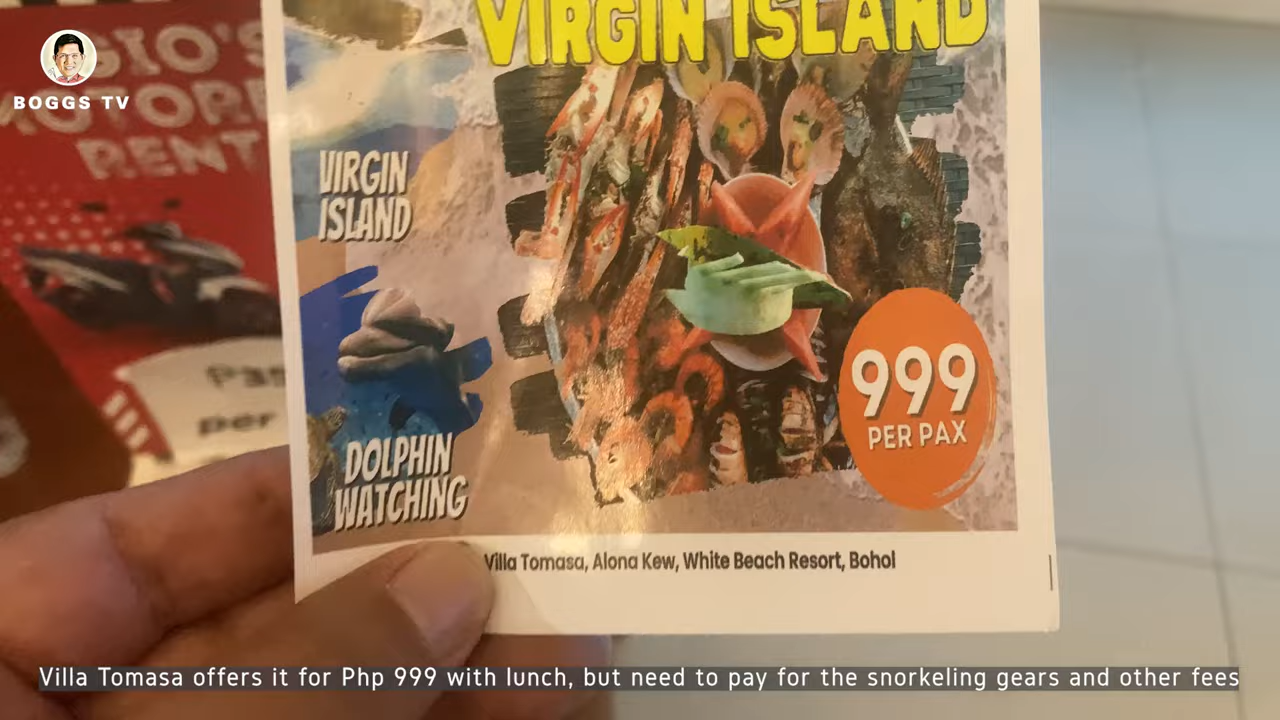 VIRGIN ISLAND
BOGGS TV
RENT
VIRGIN
ISLAND
999
PER PAX
per
DOLPHIN
WATCHING
Villa Tomasa, Alona Kew, White Beach Resort, Bohol
Villa Tomasa offers it for Php 999 with lunch, but need to pay for the snorkeling gears and other fees